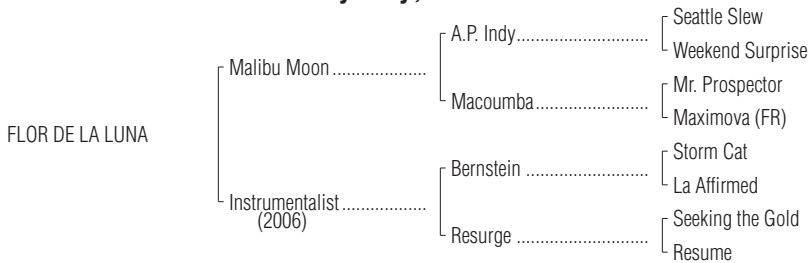 Seattle Slew
A.P. Indy
Weekend Surprise
Malibu Moon
Mr. Prospector
Macoumba
Maximova (FR)
FLOR DE LA LUNA
Storm Cat
Bernstein
La Affirmed
Instrumentalist
(2006)
Seeking the Gold
Resurge
Resume